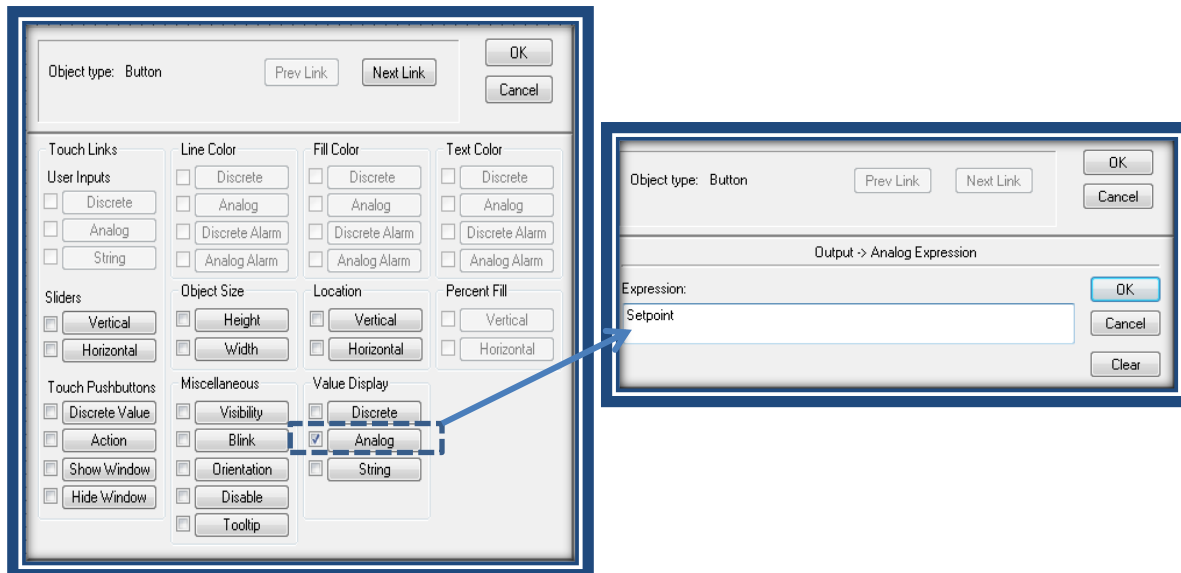 Object type: Button
Prev Link
Next Link
OK
Cancel
Touch Links
User Inputs
Discrete
Analog
String
Sliders
Vertical
Horizontal
Touch Pushbuttons
Discrete Value
Action
Show Window
Hide Window
Line Color
Discrete
Analog
Discrete Alarm
Analog Alarm
Object Size
Height
Width
Miscellaneous
Visibility
Blink
Orientation
Disable
Tooltip
Fill Color
Discrete
Analog
Discrete Alarm
Analog Alarm
Location
Vertical
Horizontal
Value Display
Discrete
Analog
String
Text Color
Discrete
Analog
Discrete Alarm
Analog Alarm
Percent Fill
Vertical
Horizontal
Object type: Button
Prev Link
Next Link
OK
Cancel
Output -> Analog Expression
Expression:
Setpoint
OK
Cancel
Clear